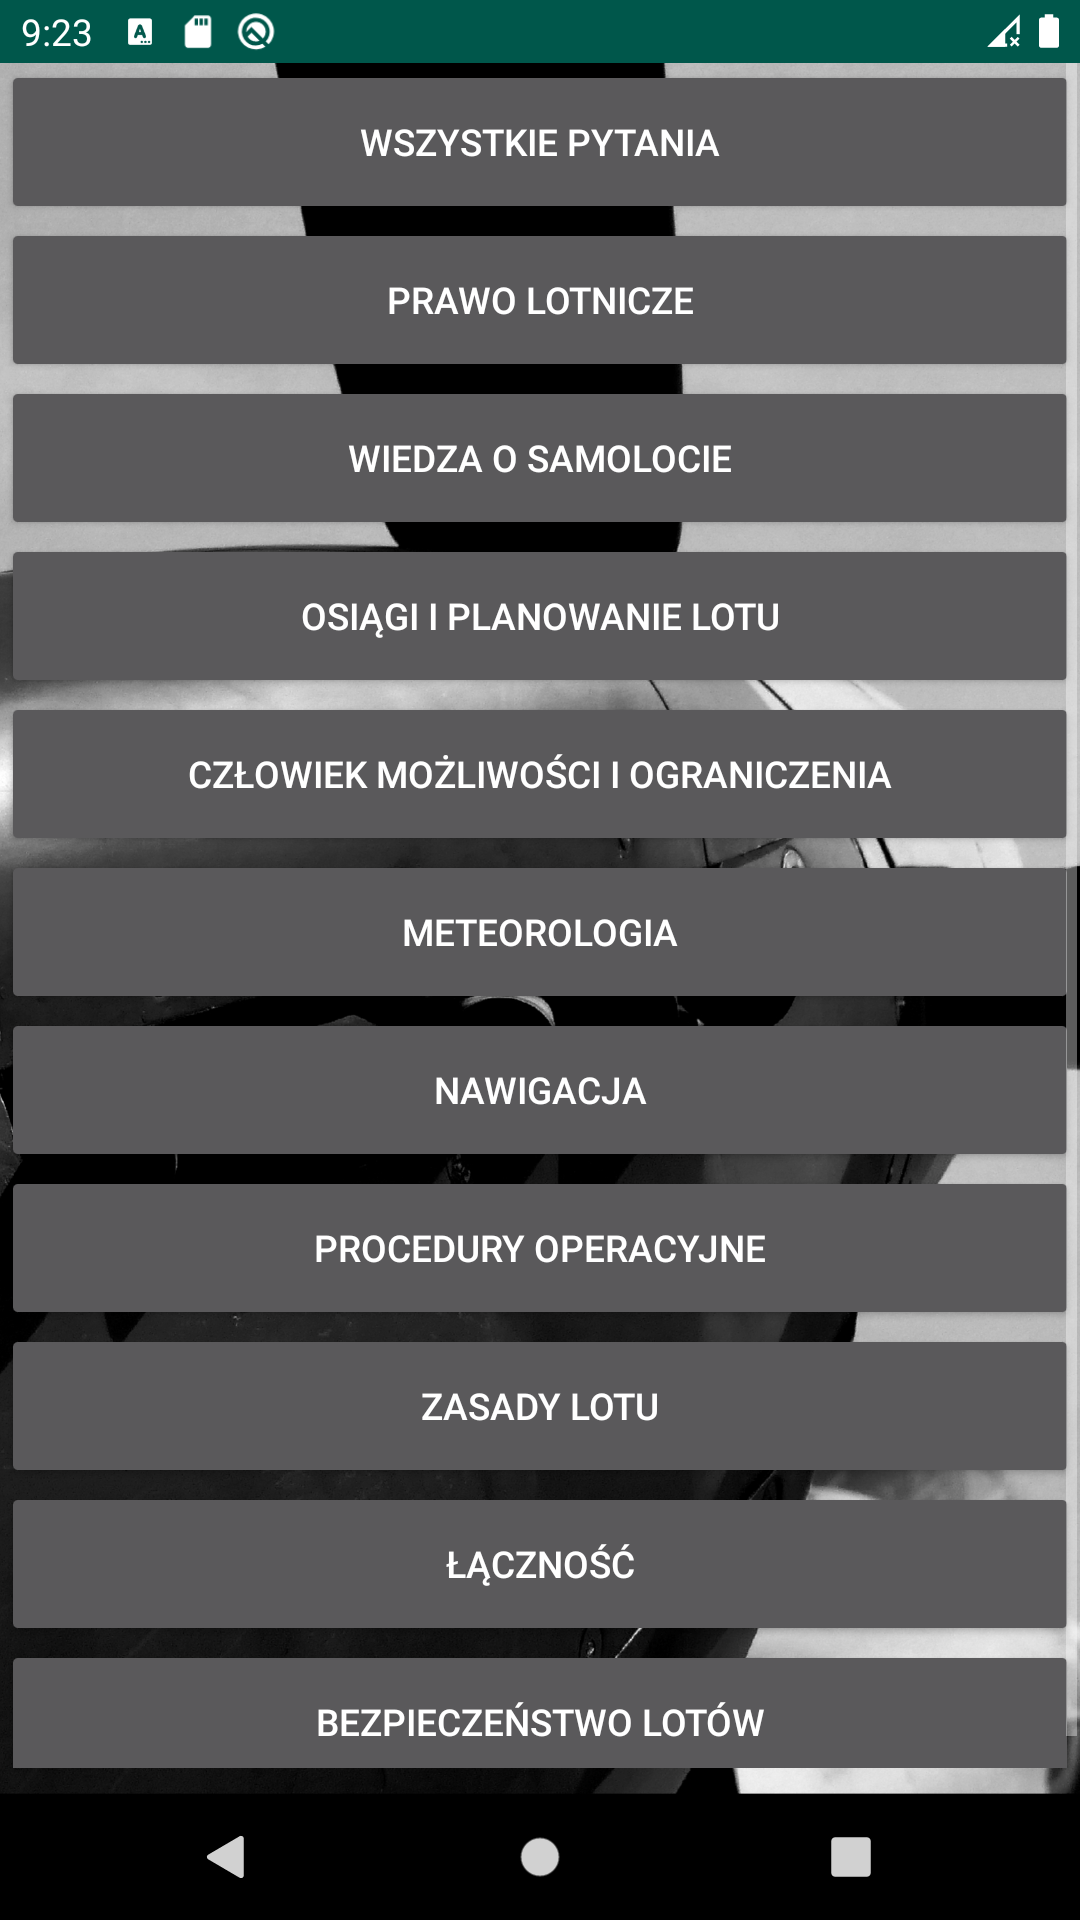 9:23
WSZYSTKIE PYTANIA
PRAWO LOTNICZE
WIEDZA O SAMOLOCIE
OSIĄGI I PLANOWANIE LOTU
CZŁOWIEK MOŻLIWOŚCI I OGRANICZENIA
METEOROLOGIA
NAWIGACJA
PROCEDURY OPERACYJNE
ZASADY LOTU
ŁĄCZNOŚĆ
BEZPIECZEŃSTWO LOTÓW